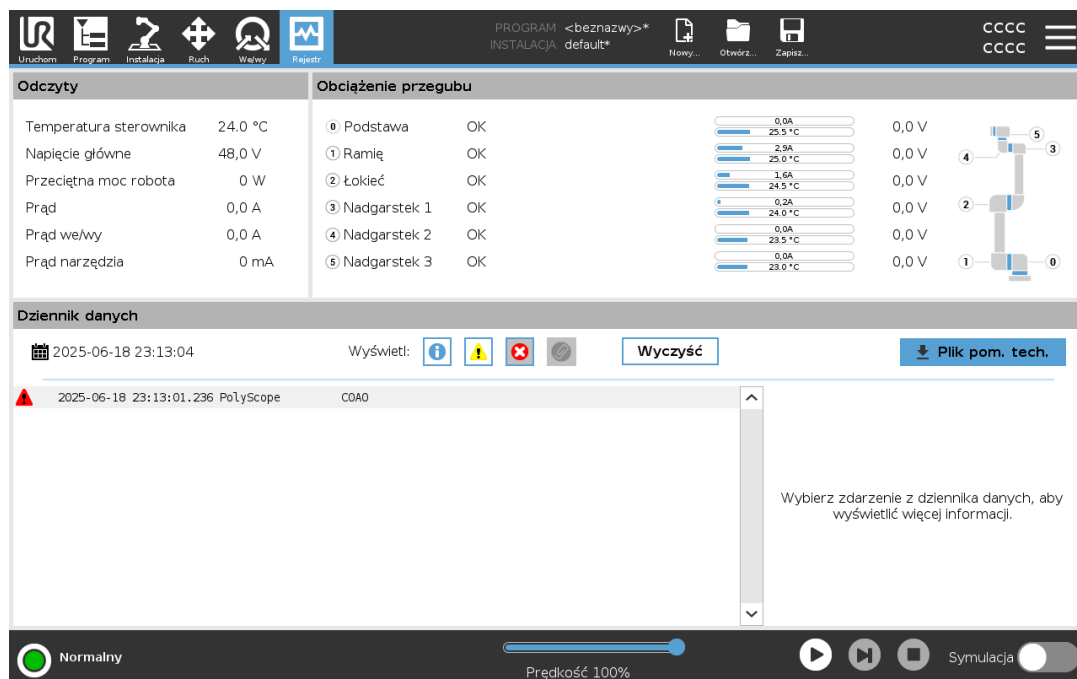 PROGRAM <beznazwy>*
INSTALACJA default*
cccc
cccc
Uruchom Program Instalacja Ruch We/wy Rejestr Nowy... Otwórz... Zapisz...
Odczyty
Obciążenie przegubu
Temperatura sterownika 24.0 °C
Napięcie główne 48,0 V
Przeciętna moc robota 0 W
Prąd 0,0 A
Prąd we/wy 0,0 A
Prąd narzędzia 0 mA
0 Podstawa OK 0,0A 25.5 °C 0,0 V
1 Ramię OK 2,9A 25.0 °C 0,0 V
2 Łokieć OK 1,6A 24.5 °C 0,0 V
3 Nadgarstek 1 OK 0,2A 24.0 °C 0,0 V
4 Nadgarstek 2 OK 0,0A 23.5 °C 0,0 V
5 Nadgarstek 3 OK 0,0A 23.0 °C 0,0 V
5
4 3
2
1 0
Dziennik danych
2025-06-18 23:13:04 Wyświetl: Wyczyść Plik pom. tech.
2025-06-18 23:13:01.236 PolyScope C0A0
Wybierz zdarzenie z dziennika danych, aby
wyświetlić więcej informacji.
Normalny
Prędkość 100%
Symulacja